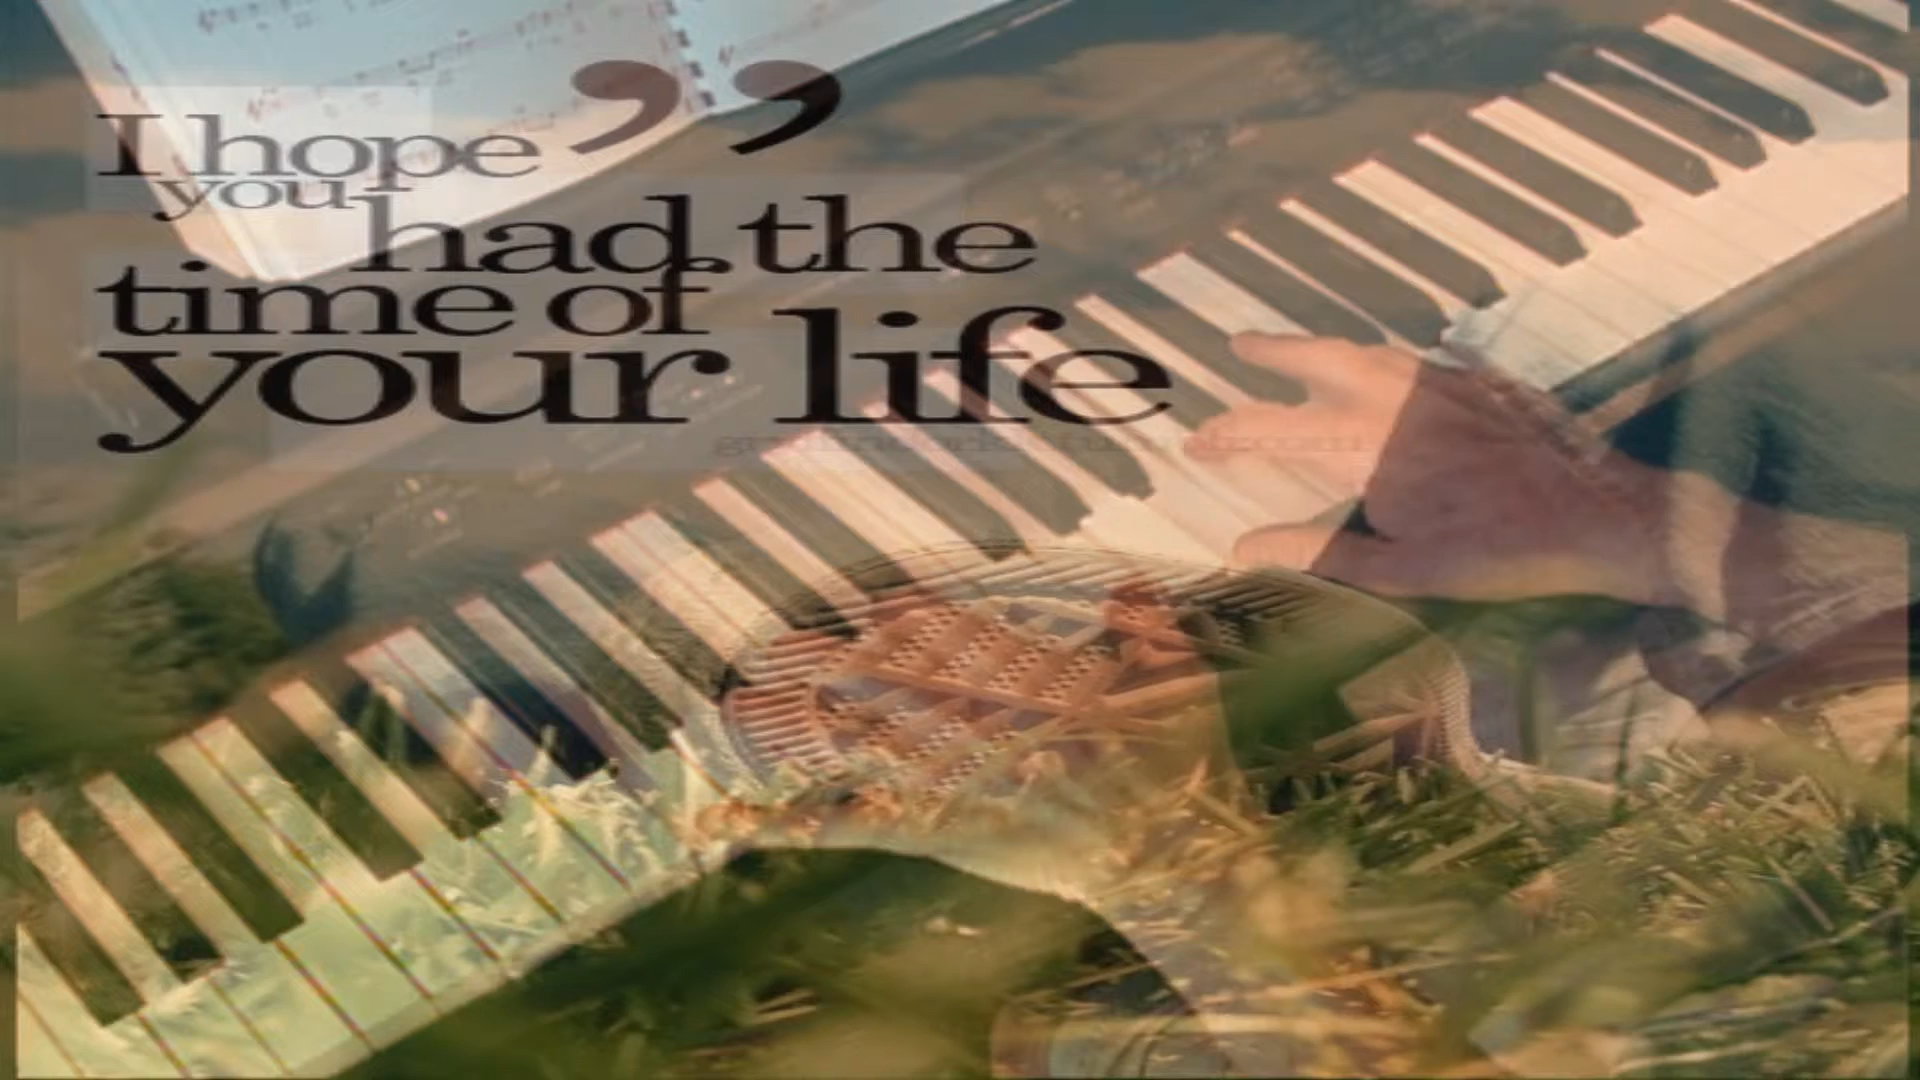 ”
I hope
you
had the
time of
your life